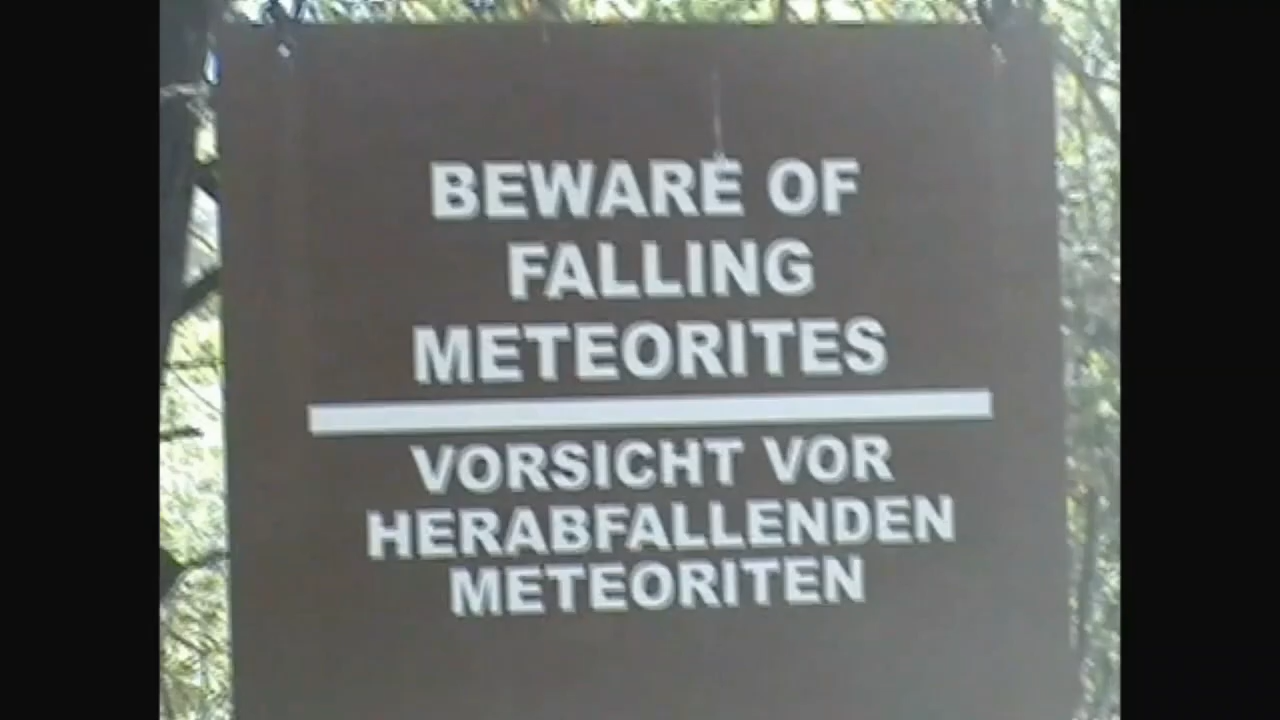 BEWARE OF
FALLING
METEORITES
VORSICHT VOR
HERABFALLENDEN
METEORITEN